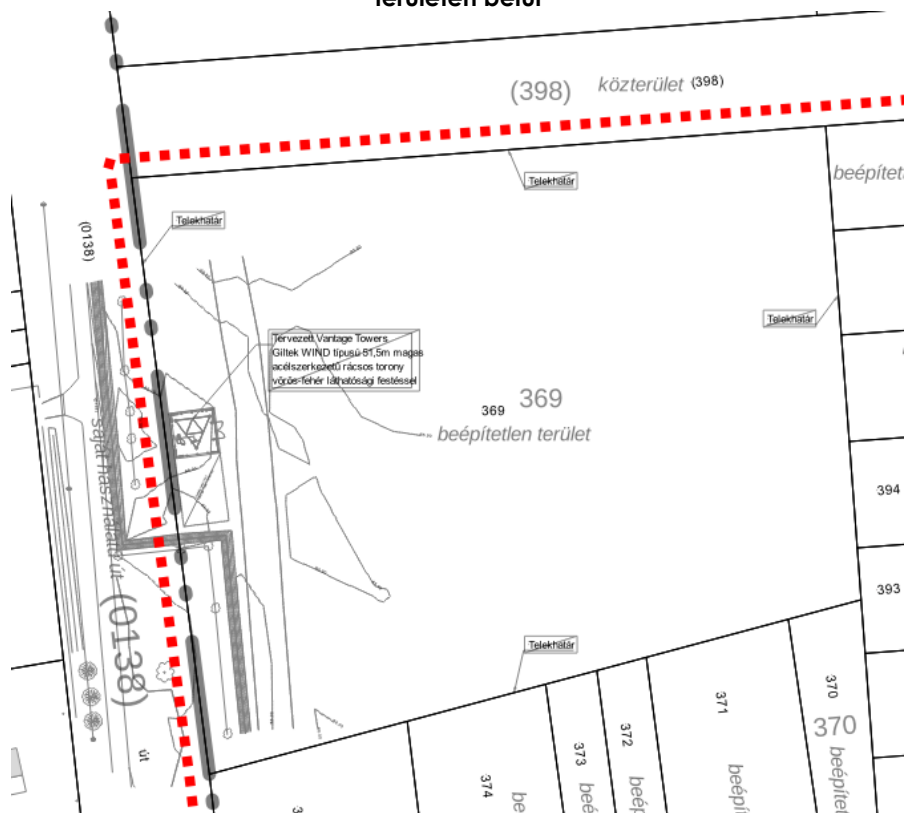 területen belül
(398)
közterület (398)
beépített
Telekhatár
Telekhatár
(0138)
Telekhatár
Tervezett Vantage Towers
Giltek WIND típusú 51,5m magas
acélszerkezetű rácsos torony
vörös-fehér láthatósági festéssel
369 369
beépítetlen terület
saját használatú út (0138)
út
394
393
Telekhatár
370
370
beépítet
371
beépít
372
beép
373
beé
374
be